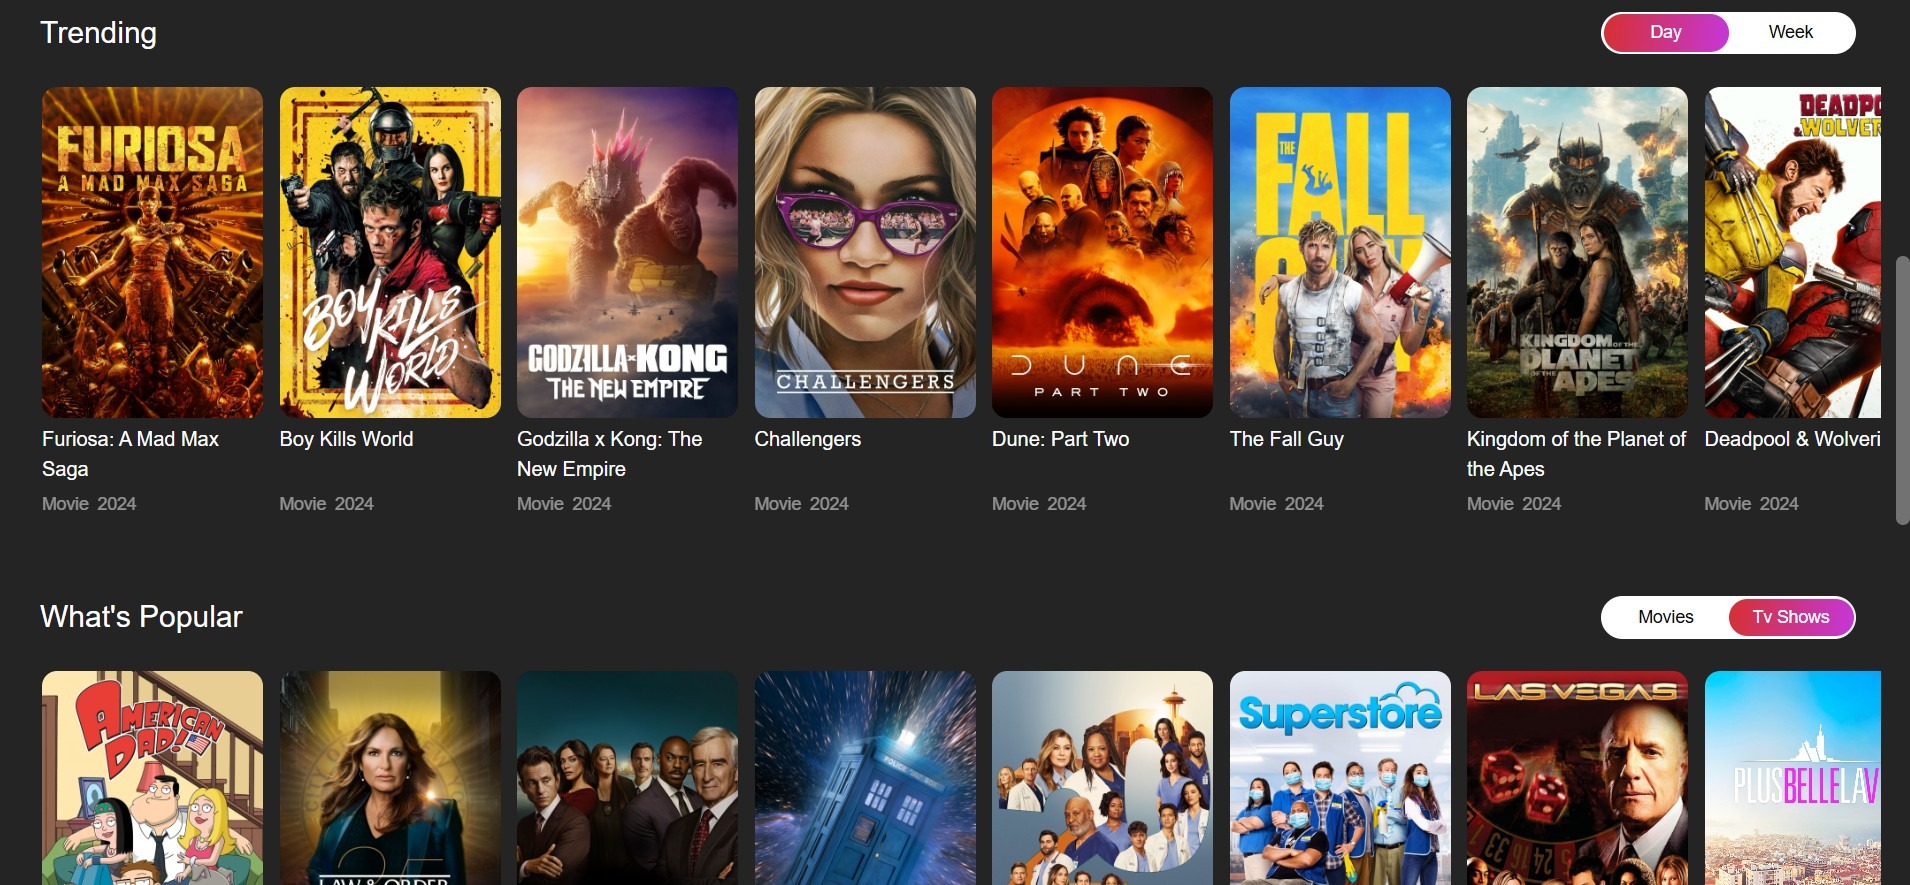 Trending
Day
Week
FURIOSA
A MAD MAX SAGA
BOY KILLS WORLD
GODZILLA x KONG
THE NEW EMPIRE
CHALLENGERS
DUNE
PART TWO
THE
FALL
GUY
KINGDOM OF THE
PLANET
OF THE APES
DEADPO
& WOLVER
Furiosa: A Mad Max
Saga
Movie 2024
Boy Kills World
Movie 2024
Godzilla x Kong: The
New Empire
Movie 2024
Challengers
Movie 2024
Dune: Part Two
Movie 2024
The Fall Guy
Movie 2024
Kingdom of the Planet of
the Apes
Movie 2024
Deadpool & Wolveri
Movie 2024
What's Popular
Movies
Tv Shows
AMERICAN
DAD!
25
LAW & ORDER
POLICE BOX
Superstore
LAS VEGAS
PLUSBELLELAV